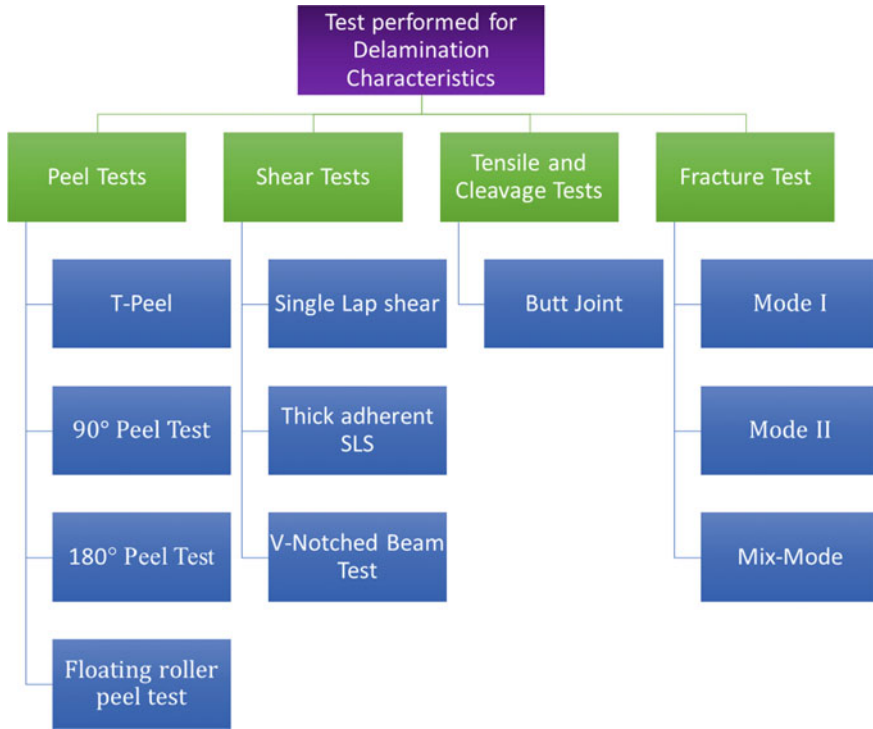 Test performed for
Delamination
Characteristics
Peel Tests
Shear Tests
Tensile and
Cleavage Tests
Fracture Test
T-Peel
90° Peel Test
180° Peel Test
Floating roller
peel test
Single Lap shear
Thick adherent
SLS
V-Notched Beam
Test
Butt Joint
Mode I
Mode II
Mix-Mode